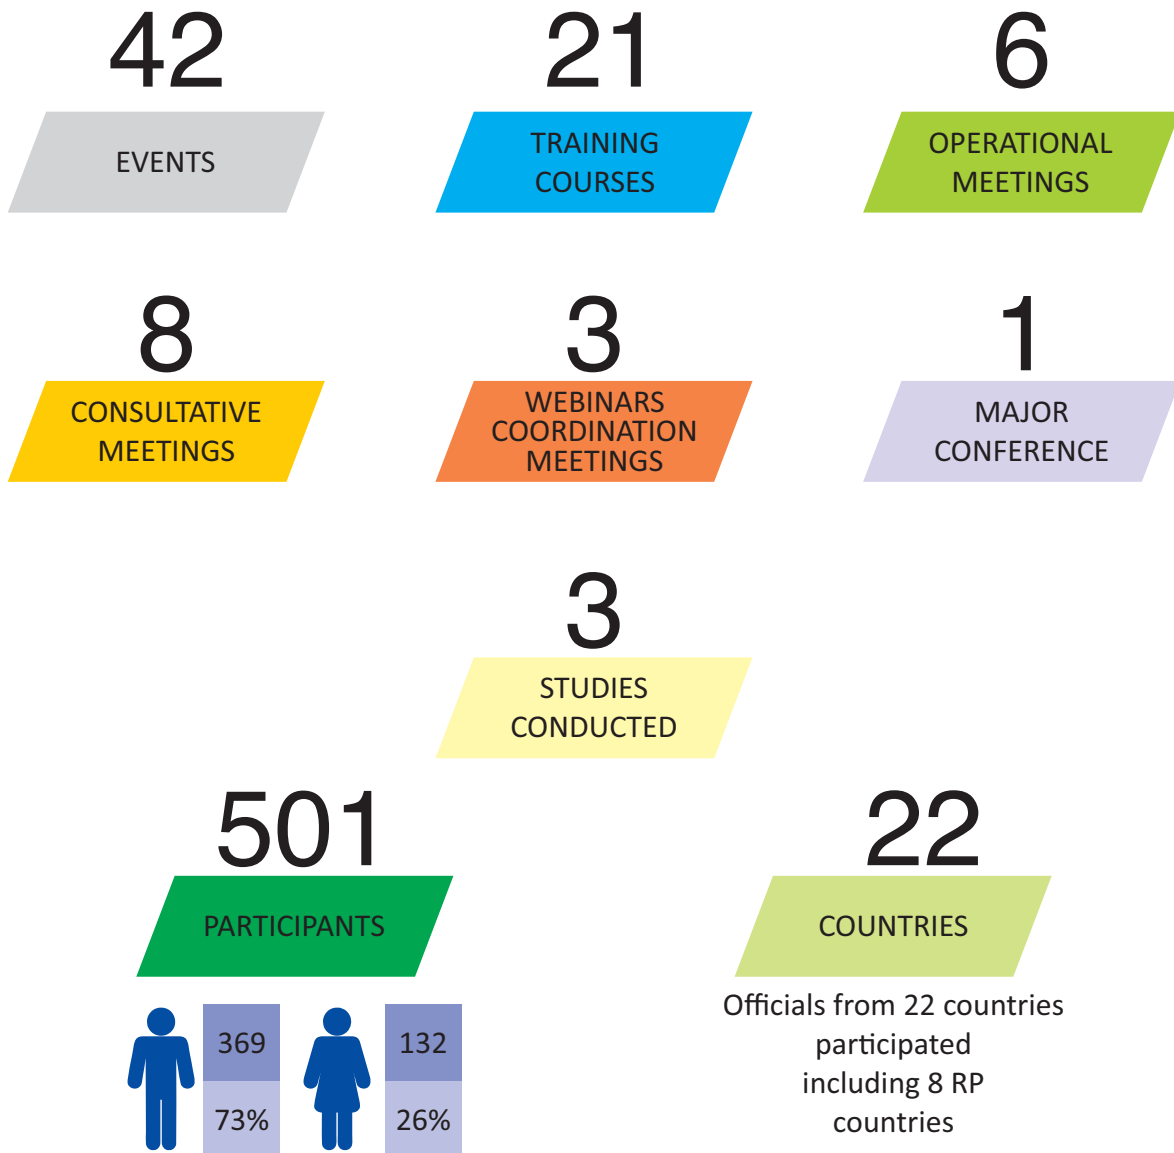 42
EVENTS
21
TRAINING
COURSES
6
OPERATIONAL
MEETINGS
8
CONSULTATIVE
MEETINGS
3
WEBINARS
COORDINATION
MEETINGS
1
MAJOR
CONFERENCE
3
STUDIES
CONDUCTED
501
PARTICIPANTS
369
73%
132
26%
22
COUNTRIES
Officials from 22 countries
participated
including 8 RP
countries